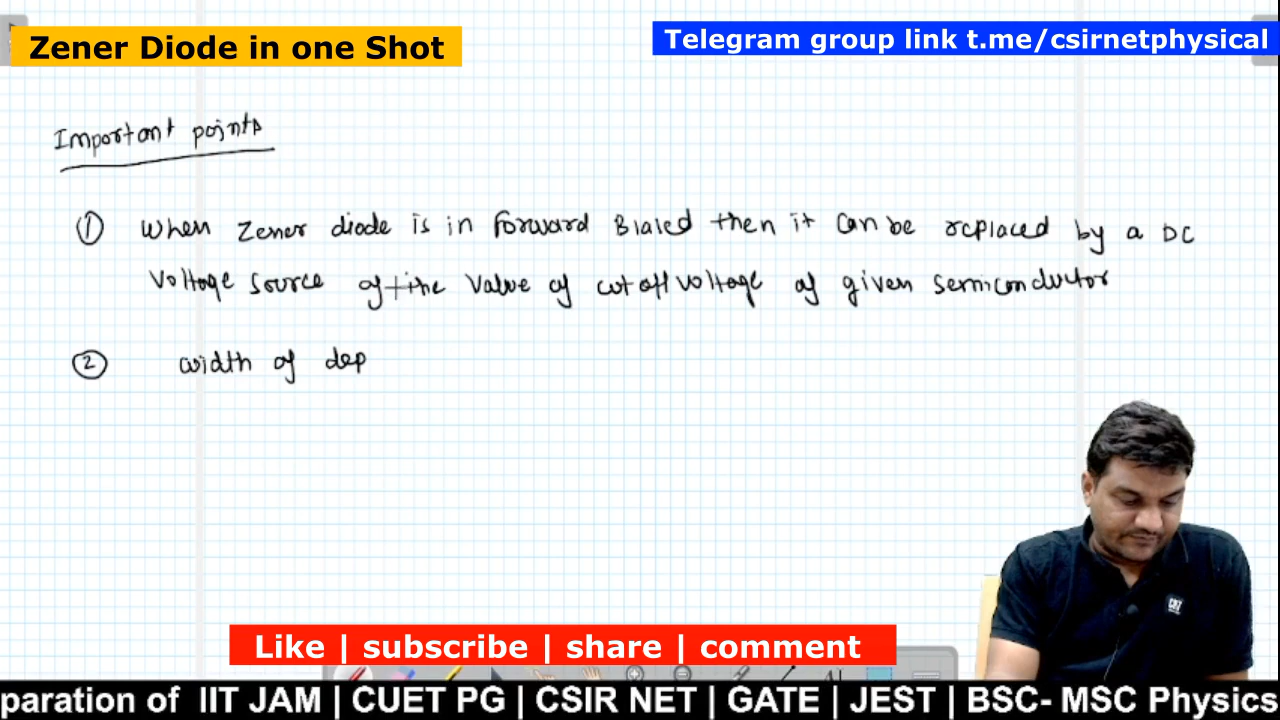 Zener Diode in one Shot
Telegram group link t.me/csirnetphysical
Important points
① When Zener diode is in Forward Biased then it can be replaced by a DC
Voltage source of the value of cut off voltage of given semiconductor
② width of dep
Like | subscribe | share | comment
paration of IIT JAM | CUET PG | CSIR NET | GATE | JEST | BSC- MSC Physics